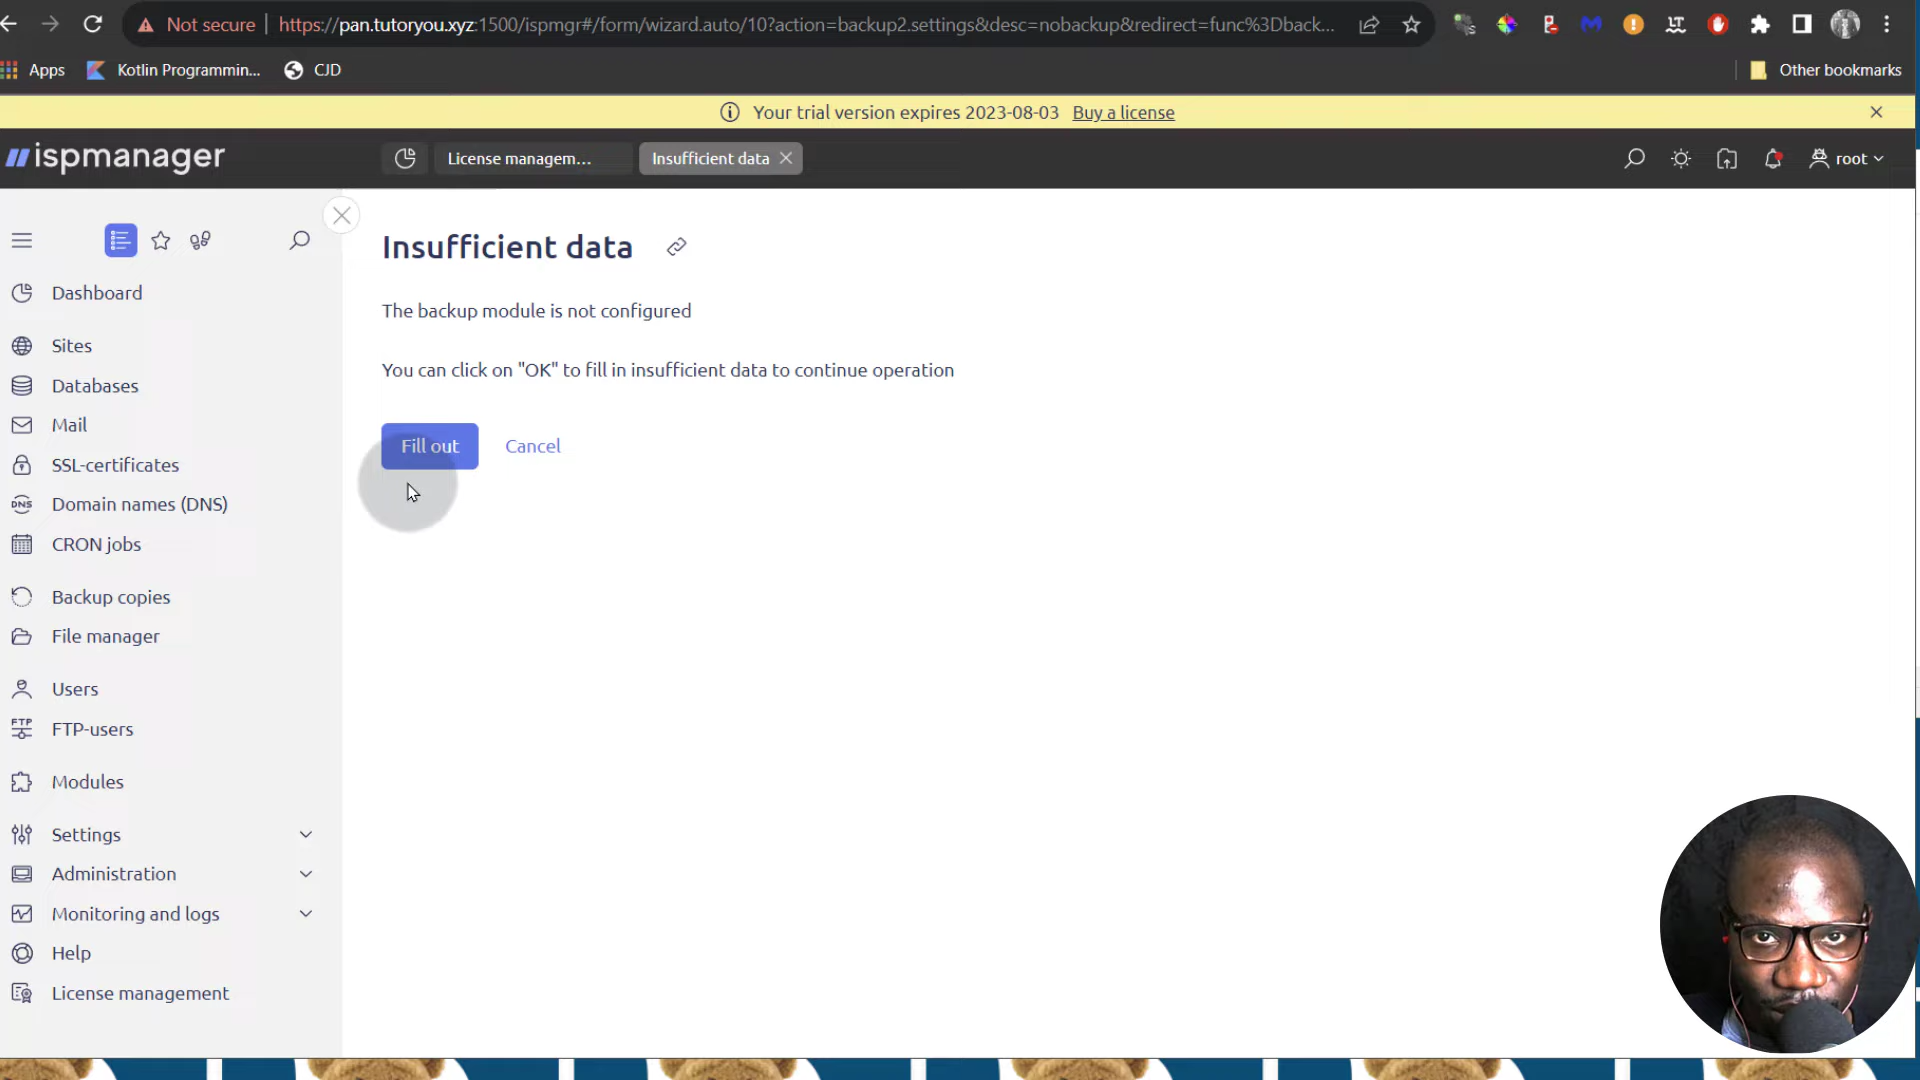 Not secure
https://pan.tutoryou.xyz:1500/ispmgr#/form/wizard.auto/10?action=backup2.settings&desc=nobackup&redirect=func%3Dback...
Apps
Kotlin Programmin...
CJD
Other bookmarks
Your trial version expires 2023-08-03 Buy a license
ispmanager
License managem...
Insufficient data
root
Insufficient data
The backup module is not configured
You can click on "OK" to fill in insufficient data to continue operation
Fill out
Cancel
Dashboard
Sites
Databases
Mail
SSL-certificates
DNS
Domain names (DNS)
CRON jobs
Backup copies
File manager
Users
FTP
FTP-users
Modules
Settings
Administration
Monitoring and logs
Help
License management